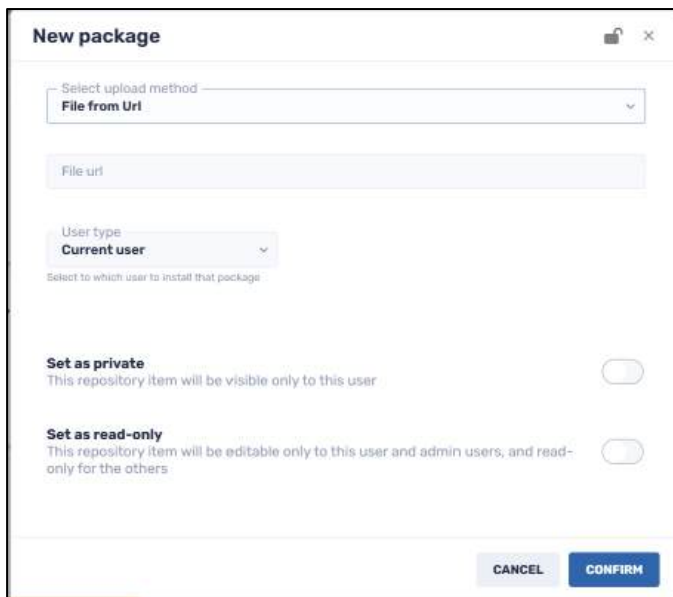 New package
Select upload method
File from Url
File url
User type
Current user
Select to which user to install that package
Set as private
This repository item will be visible only to this user
Set as read-only
This repository item will be editable only to this user and admin users, and read-
only for the others
CANCEL
CONFIRM